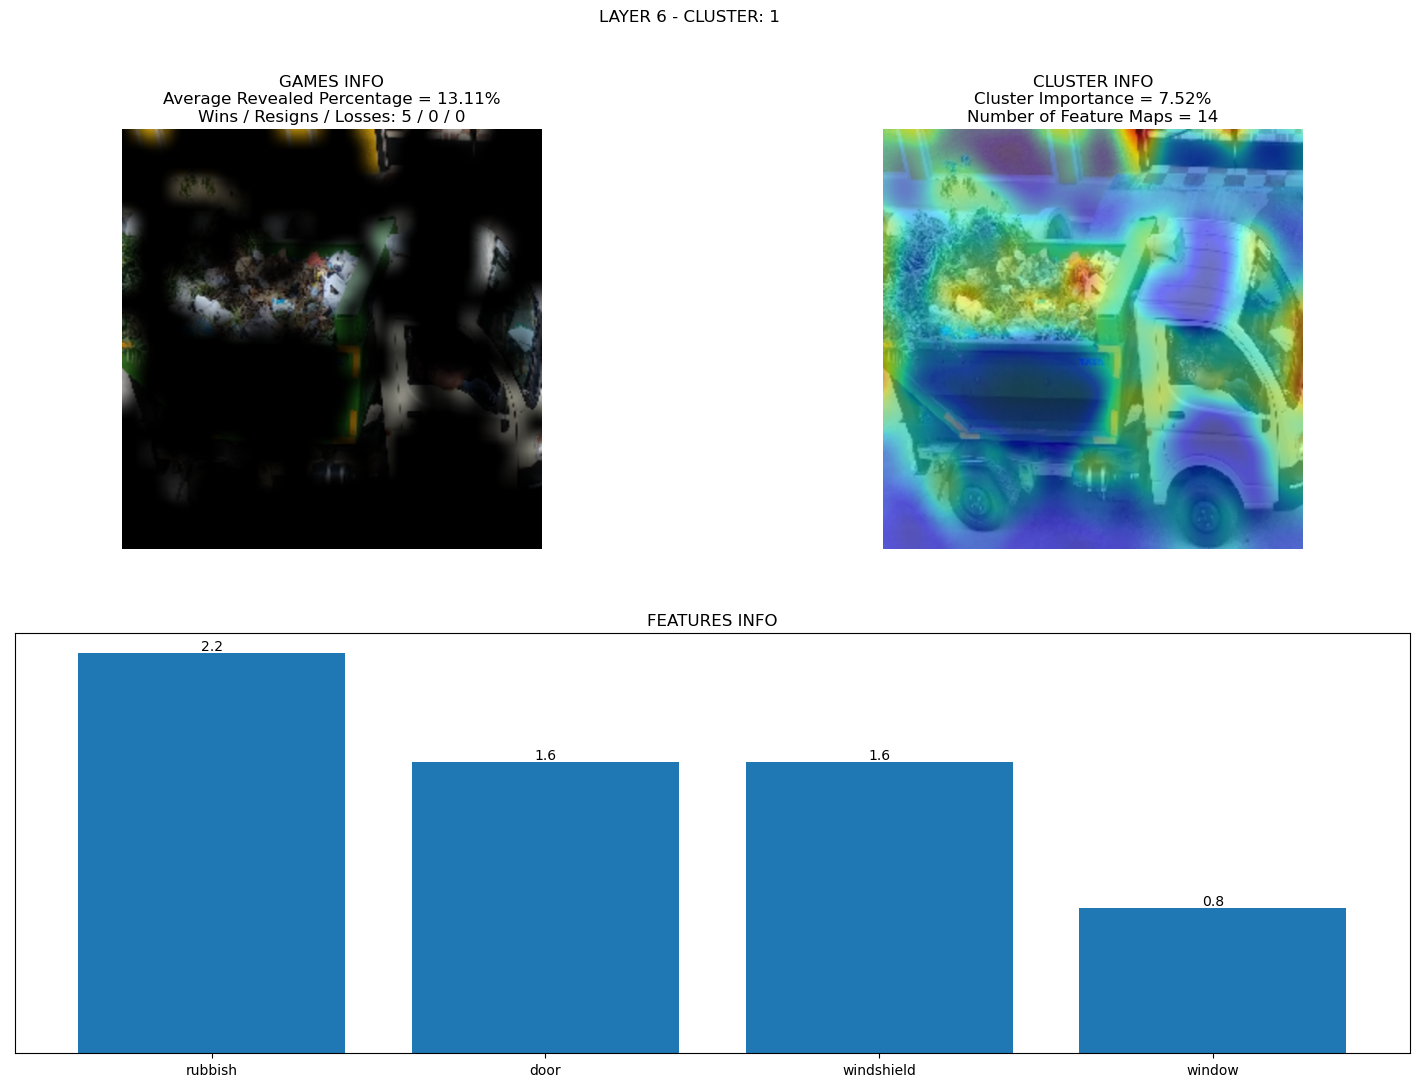 LAYER 6 - CLUSTER: 1
GAMES INFO
Average Revealed Percentage = 13.11%
Wins / Resigns / Losses: 5 / 0 / 0
CLUSTER INFO
Cluster Importance = 7.52%
Number of Feature Maps = 14
FEATURES INFO
2.2
1.6
1.6
0.8
rubbish
door
windshield
window